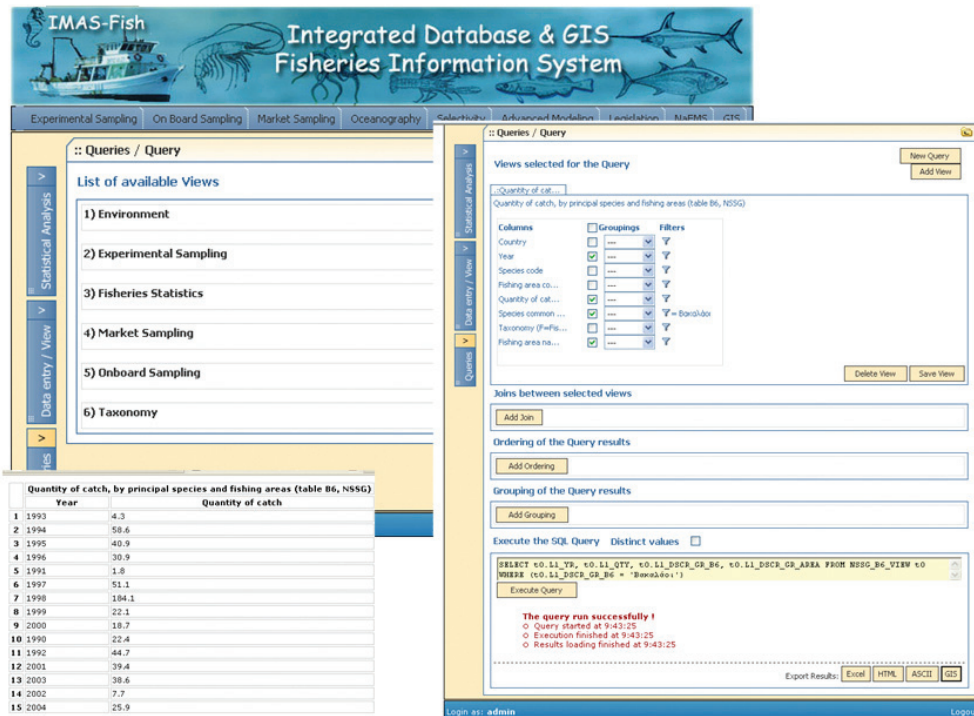 IMAS-Fish
Integrated Database & GIS
Fisheries Information System
Experimental Sampling On Board Sampling Market Sampling Oceanography Selectivity Advanced Modeling Legislation NaFMS GIS
:: Queries / Query
List of available Views
1) Environment
2) Experimental Sampling
3) Fisheries Statistics
4) Market Sampling
5) Onboard Sampling
6) Taxonomy
> Statistical Analysis
> Data entry / View
>
:: Queries / Query
> Statistical Analysis
> Data entry / View
> Queries
Views selected for the Query
New Query
Add View
.:Quantity of cat...
Quantity of catch, by principal species and fishing areas (table B6, NSSG)
Columns Groupings Filters
Country ---
Year ---
Species code ---
Fishing area co... ---
Quantity of cat... ---
Species common ... --- = Βακαλάοι
Taxonomy (F=Fis... ---
Fishing area na... ---
Delete View Save View
Joins between selected views
Add Join
Ordering of the Query results
Add Ordering
Grouping of the Query results
Add Grouping
Execute the SQL Query Distinct values
SELECT t0.L1_YR, t0.L1_QTY, t0.L1_DSCR_GR_B6, t0.L1_DSCR_GR_AREA FROM NSSG_B6_VIEW t0
WHERE (t0.L1_DSCR_GR_B6 = 'Βακαλάοι')
Execute Query
The query run successfully !
Query started at 9:43:25
Execution finished at 9:43:25
Results loading finished at 9:43:25
Export Results: Excel HTML ASCII GIS
Login as: admin Logou
Quantity of catch, by principal species and fishing areas (table B6, NSSG)
Year Quantity of catch
1 1993 4.3
2 1994 58.6
3 1995 40.9
4 1996 30.9
5 1991 1.8
6 1997 51.1
7 1998 184.1
8 1999 22.1
9 2000 18.7
10 1990 22.4
11 1992 44.7
12 2001 39.4
13 2003 38.6
14 2002 7.7
15 2004 25.9